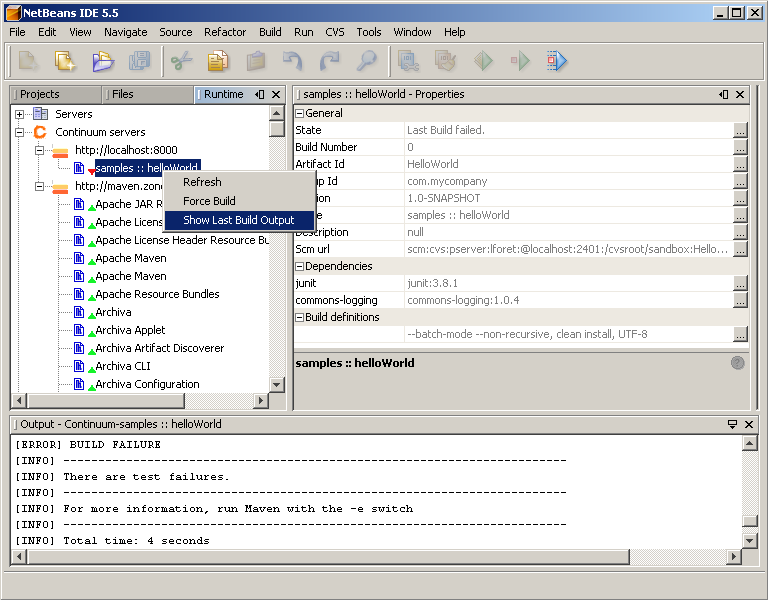 NetBeans IDE 5.5
File Edit View Navigate Source Refactor Build Run CVS Tools Window Help
Projects Files Runtime
Servers
Continuum servers
http://localhost:8000
samples :: helloWorld
http://maven.zone
Apache JAR R
Apache Licens
Apache License Header Resource Bu
Apache Maven
Apache Maven
Apache Resource Bundles
Archiva
Archiva Applet
Archiva Artifact Discoverer
Archiva CLI
Archiva Configuration
Refresh
Force Build
Show Last Build Output
samples :: helloWorld - Properties
General
State Last Build failed.
Build Number 0
Artifact Id HelloWorld
up Id com.mycompany
ion 1.0-SNAPSHOT
e samples :: helloWorld
Description null
Scm url scm:cvs:pserver:lforet:@localhost:2401:/cvsroot/sandbox:Hello...
Dependencies
junit junit:3.8.1
commons-logging commons-logging:1.0.4
Build definitions
--batch-mode --non-recursive, clean install, UTF-8
samples :: helloWorld
Output - Continuum-samples :: helloWorld
[ERROR] BUILD FAILURE
[INFO] ------------------------------------------------------------------------
[INFO] There are test failures.
[INFO] ------------------------------------------------------------------------
[INFO] For more information, run Maven with the -e switch
[INFO] ------------------------------------------------------------------------
[INFO] Total time: 4 seconds